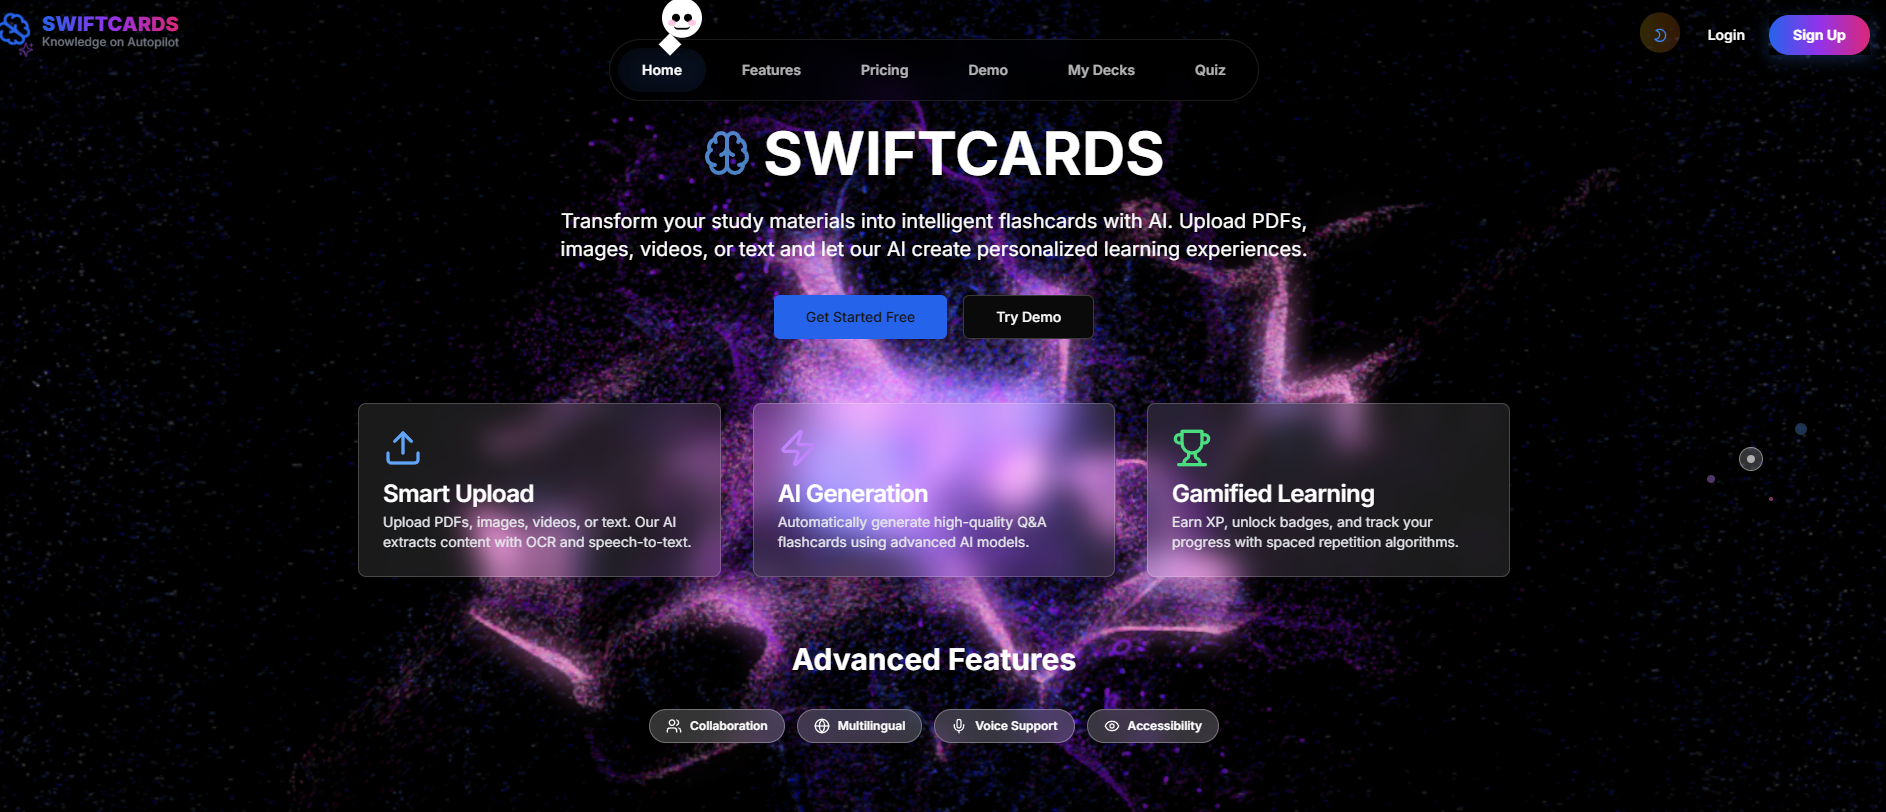 SWIFTCARDS
Knowledge on Autopilot
Home
Features
Pricing
Demo
My Decks
Quiz
Login
Sign Up
SWIFTCARDS
Transform your study materials into intelligent flashcards with AI. Upload PDFs,
images, videos, or text and let our AI create personalized learning experiences.
Get Started Free
Try Demo
Smart Upload
Upload PDFs, images, videos, or text. Our AI
extracts content with OCR and speech-to-text.
AI Generation
Automatically generate high-quality Q&A
flashcards using advanced AI models.
Gamified Learning
Earn XP, unlock badges, and track your
progress with spaced repetition algorithms.
Advanced Features
Collaboration
Multilingual
Voice Support
Accessibility